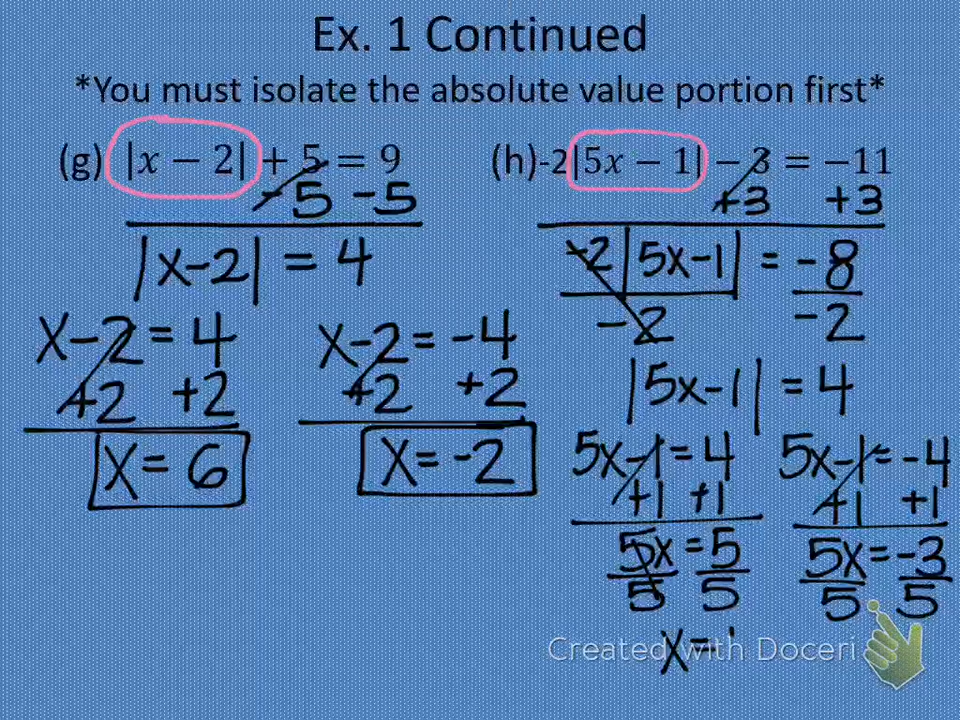 Ex. 1 Continued
*You must isolate the absolute value portion first*
(g) |x − 2| + 5 = 9
-5 -5
|x-2| = 4
x-2 = 4
+2 +2
x = 6
x-2 = -4
+2 +2
x = -2
(h)-2|5x − 1| − 3 = −11
+3 +3
-2|5x-1| = -8
-2 -2
|5x-1| = 4
5x-1 = 4
+1 +1
5x = 5
5 5
x =
5x-1 = -4
+1 +1
5x = -3
5 5
Created with Doceri